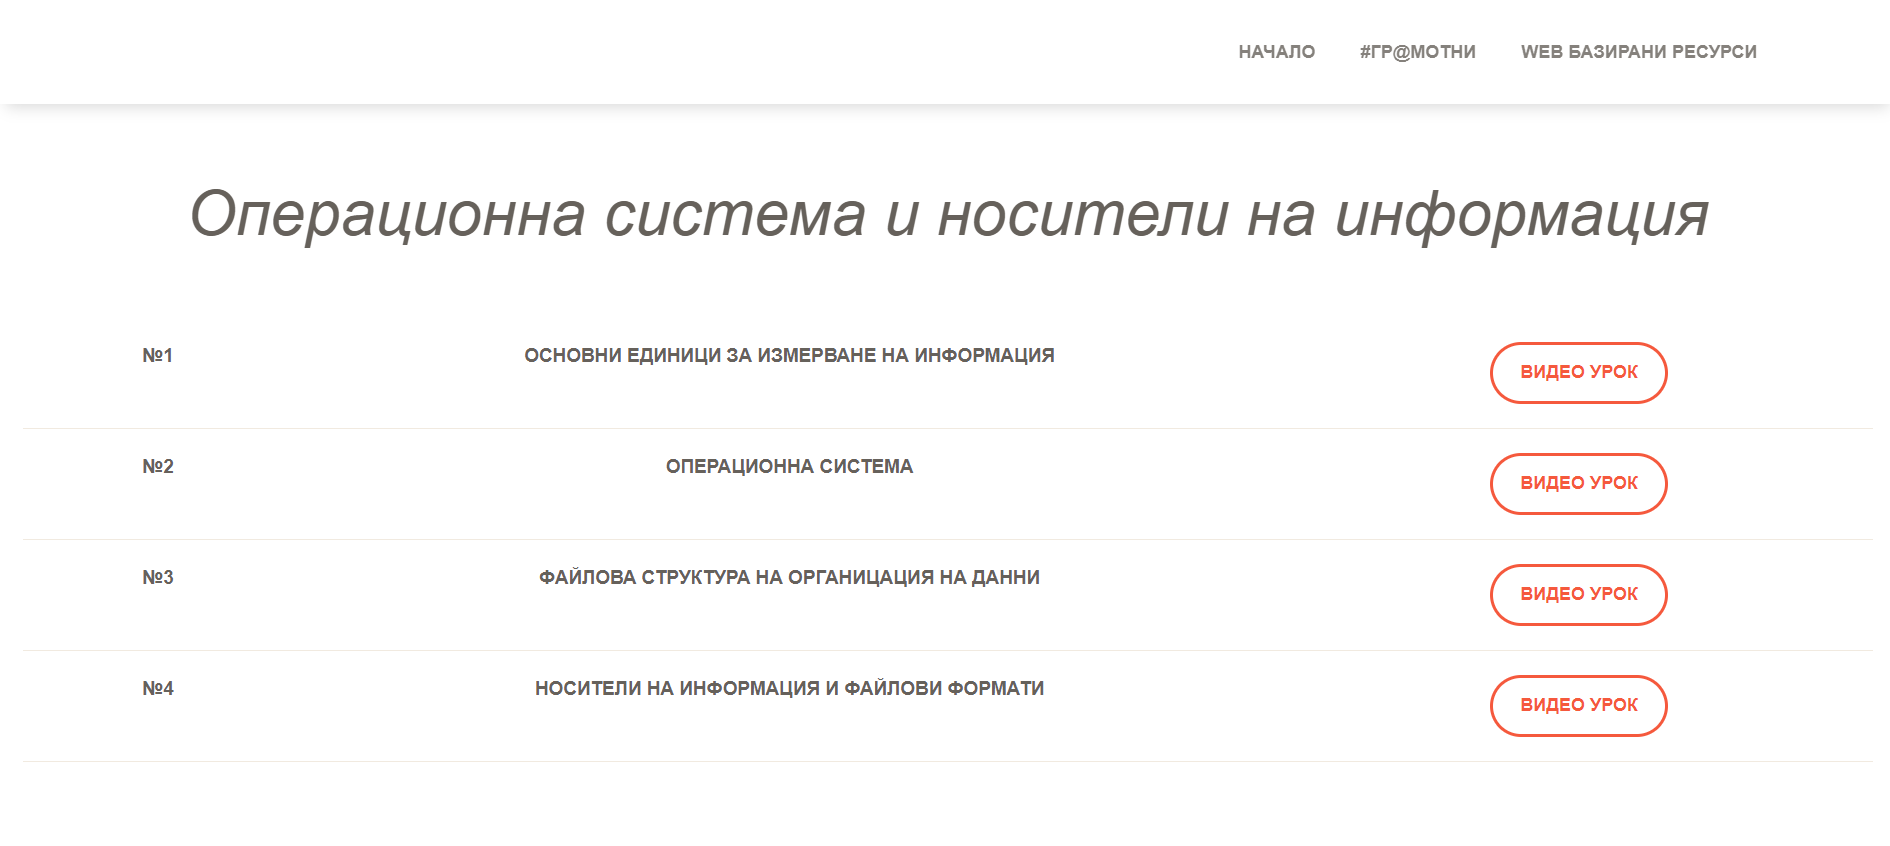 НАЧАЛО #ГР@МОТНИ WEB БАЗИРАНИ РЕСУРСИ
Операционна система и носители на информация
№1 ОСНОВНИ ЕДИНИЦИ ЗА ИЗМЕРВАНЕ НА ИНФОРМАЦИЯ ВИДЕО УРОК
№2 ОПЕРАЦИОННА СИСТЕМА ВИДЕО УРОК
№3 ФАЙЛОВА СТРУКТУРА НА ОРГАНИЦАЦИЯ НА ДАННИ ВИДЕО УРОК
№4 НОСИТЕЛИ НА ИНФОРМАЦИЯ И ФАЙЛОВИ ФОРМАТИ ВИДЕО УРОК